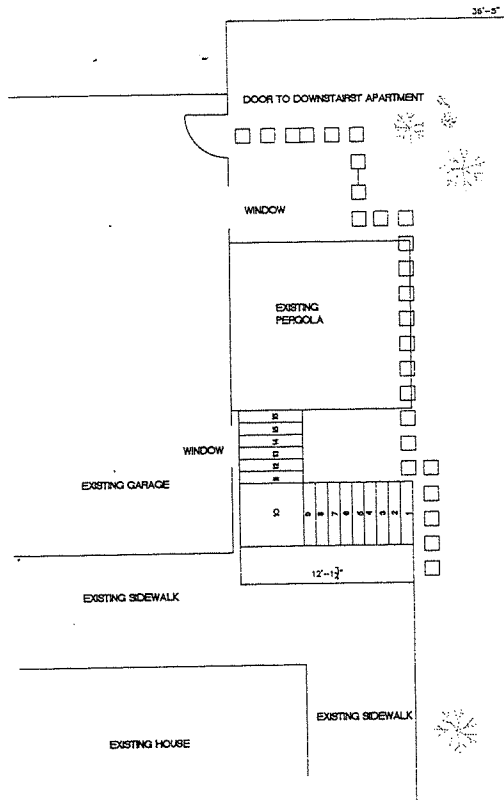 36'-5"
DOOR TO DOWNSTAIRST APARTMENT
WINDOW
EXISTING
PERGOLA
16
15
14
13
12
11
WINDOW
EXISTING GARAGE
10
9
8
7
6
5
4
3
2
1
12'-1½"
EXISTING SIDEWALK
EXISTING SIDEWALK
EXISTING HOUSE